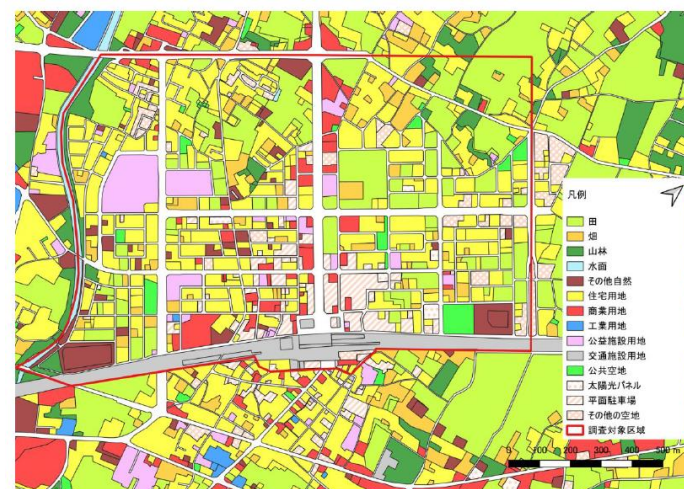 凡例
田
畑
山林
水面
その他自然
住宅用地
商業用地
工業用地
公益施設用地
交通施設用地
公共空地
太陽光パネル
平面駐車場
その他の空地
調査対象区域
0 100 200 300 400 500 m